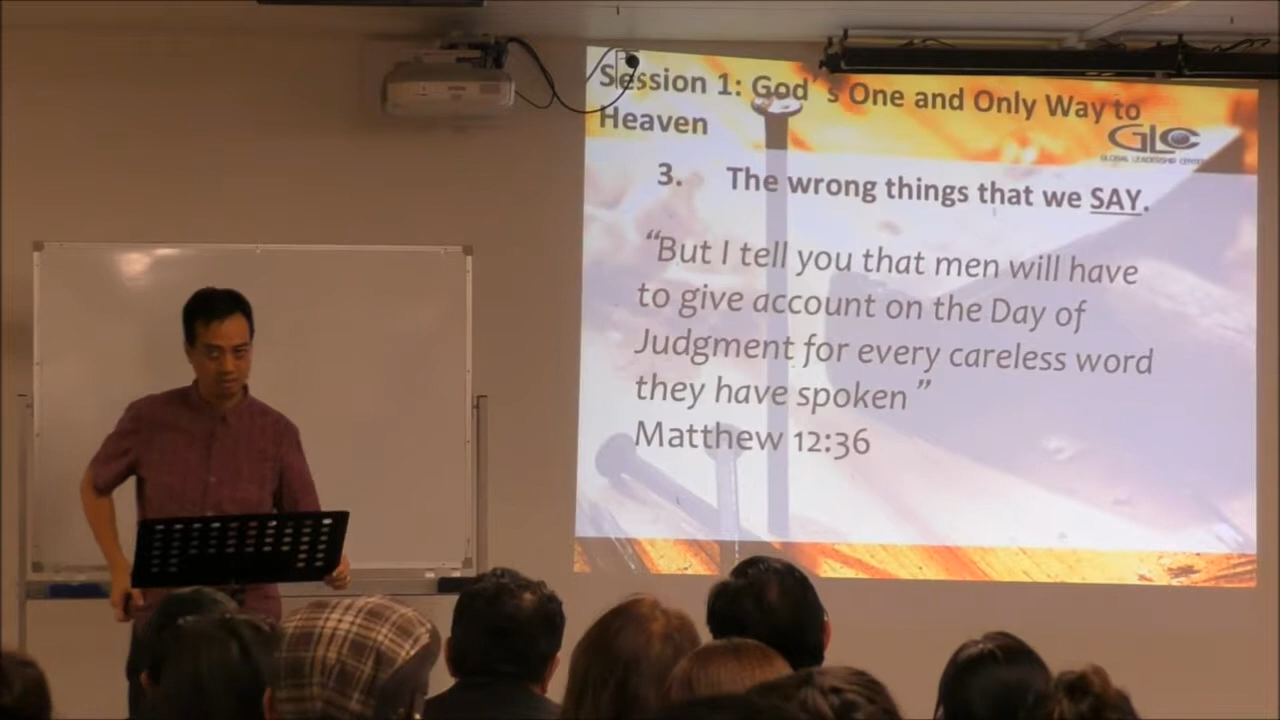 Session 1: God's One and Only Way to
Heaven
GLC
GLOBAL LEADERSHIP CENTER
3. The wrong things that we SAY.
“But I tell you that men will have
to give account on the Day of
Judgment for every careless word
they have spoken”
Matthew 12:36